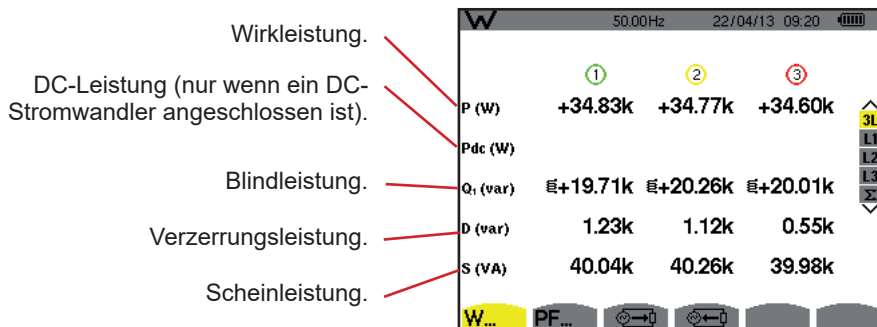 W 50.00Hz 22/04/13 09:20
Wirkleistung.
1 2 3
DC-Leistung (nur wenn ein DC-
Stromwandler angeschlossen ist).
P (W) +34.83k +34.77k +34.60k
3L
L1
L2
L3
Σ
Pdc (W)
Blindleistung.
Q₁ (var) +19.71k +20.26k +20.01k
Verzerrungsleistung.
D (var) 1.23k 1.12k 0.55k
Scheinleistung.
S (VA) 40.04k 40.26k 39.98k
W... PF...